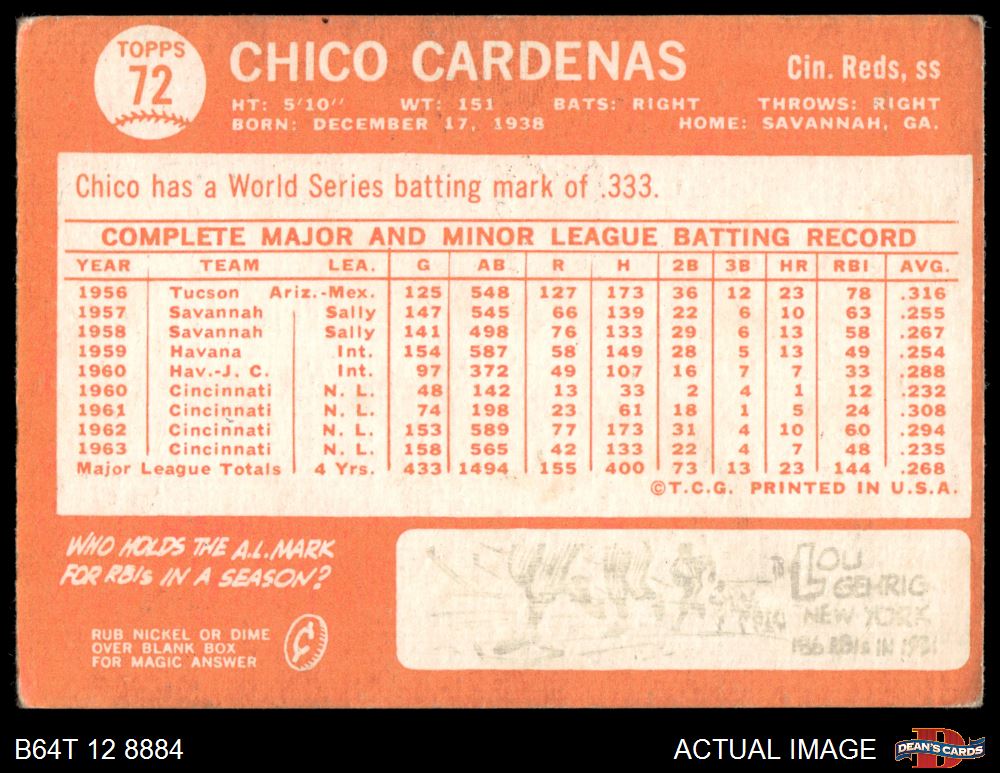 TOPPS
72
CHICO CARDENAS
Cin. Reds, ss
HT: 5'10" WT: 151 BATS: RIGHT THROWS: RIGHT
BORN: DECEMBER 17, 1938 HOME: SAVANNAH, GA.
Chico has a World Series batting mark of .333.
COMPLETE MAJOR AND MINOR LEAGUE BATTING RECORD
YEAR TEAM LEA. G AB R H 2B 3B HR RBI AVG.
1956 Tucson Ariz.-Mex. 125 548 127 173 36 12 23 78 .316
1957 Savannah Sally 147 545 66 139 22 6 10 63 .255
1958 Savannah Sally 141 498 76 133 29 6 13 58 .267
1959 Havana Int. 154 587 58 149 28 5 13 49 .254
1960 Hav.-J. C. Int. 97 372 49 107 16 7 7 33 .288
1960 Cincinnati N. L. 48 142 13 33 2 4 1 12 .232
1961 Cincinnati N. L. 74 198 23 61 18 1 5 24 .308
1962 Cincinnati N. L. 153 589 77 173 31 4 10 60 .294
1963 Cincinnati N. L. 158 565 42 133 22 4 7 48 .235
Major League Totals 4 Yrs. 433 1494 155 400 73 13 23 144 .268
©T.C.G. PRINTED IN U.S.A.
WHO HOLDS THE A.L. MARK
FOR RBIs IN A SEASON?
RUB NICKEL OR DIME
OVER BLANK BOX
FOR MAGIC ANSWER
LOU
GEHRIG
NEW YORK
RBIs IN 1931
B64T 12 8884
ACTUAL IMAGE
DEAN'S CARDS